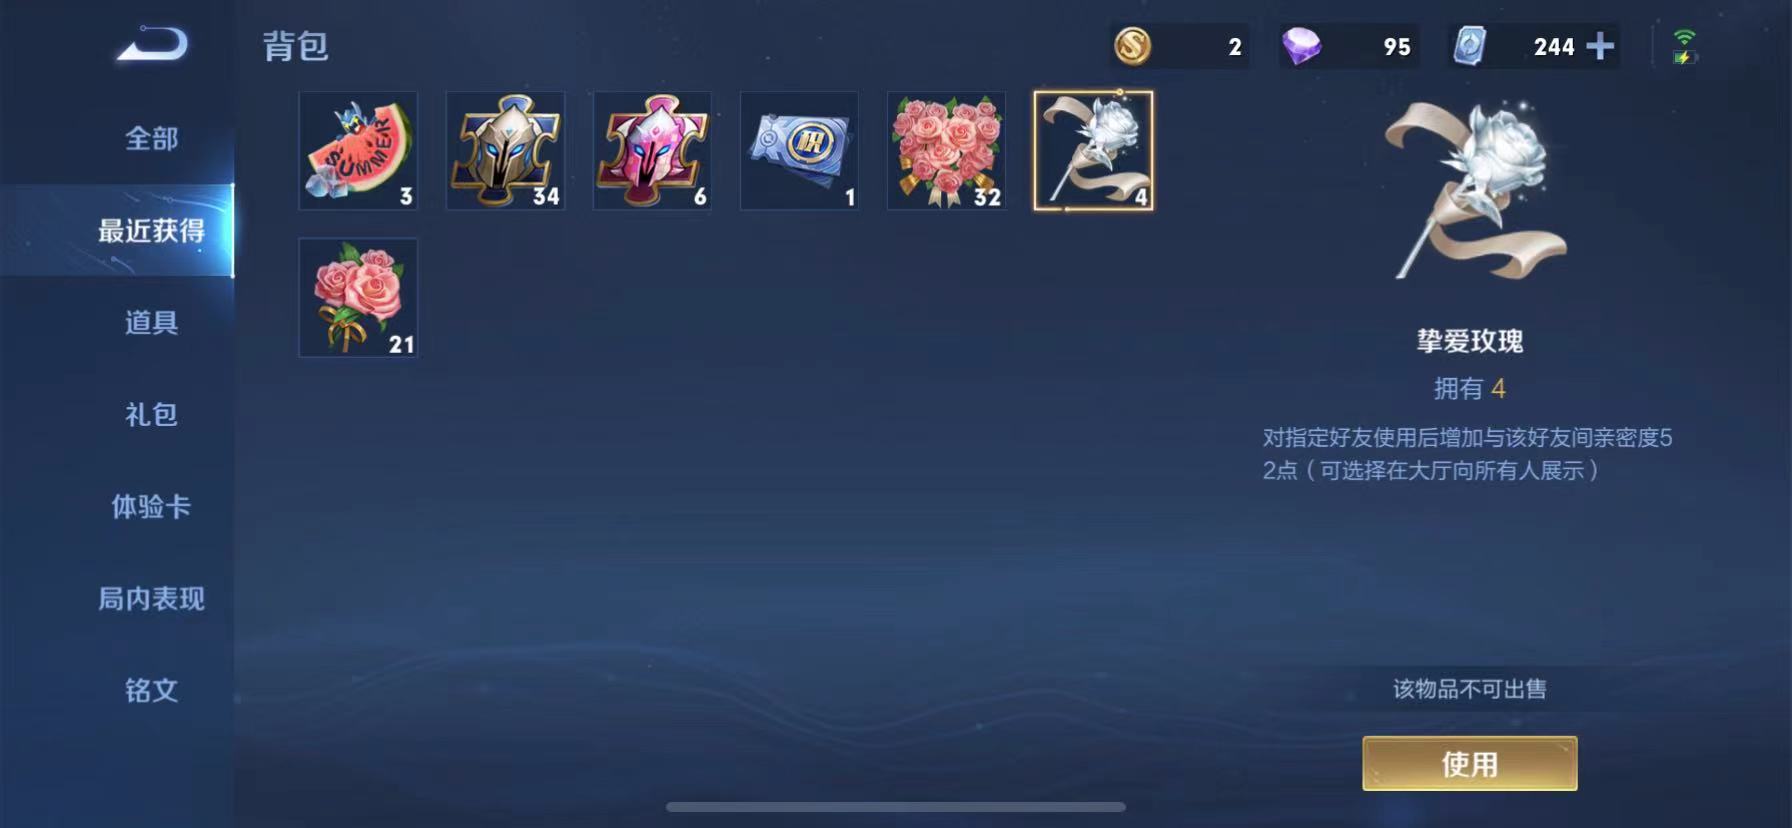 背包
2
95
244
全部
最近获得
道具
礼包
体验卡
局内表现
铭文
SUMMER
3
34
6
积
1
32
4
21
挚爱玫瑰
拥有 4
对指定好友使用后增加与该好友间亲密度5
2点（可选择在大厅向所有人展示）
该物品不可出售
使用